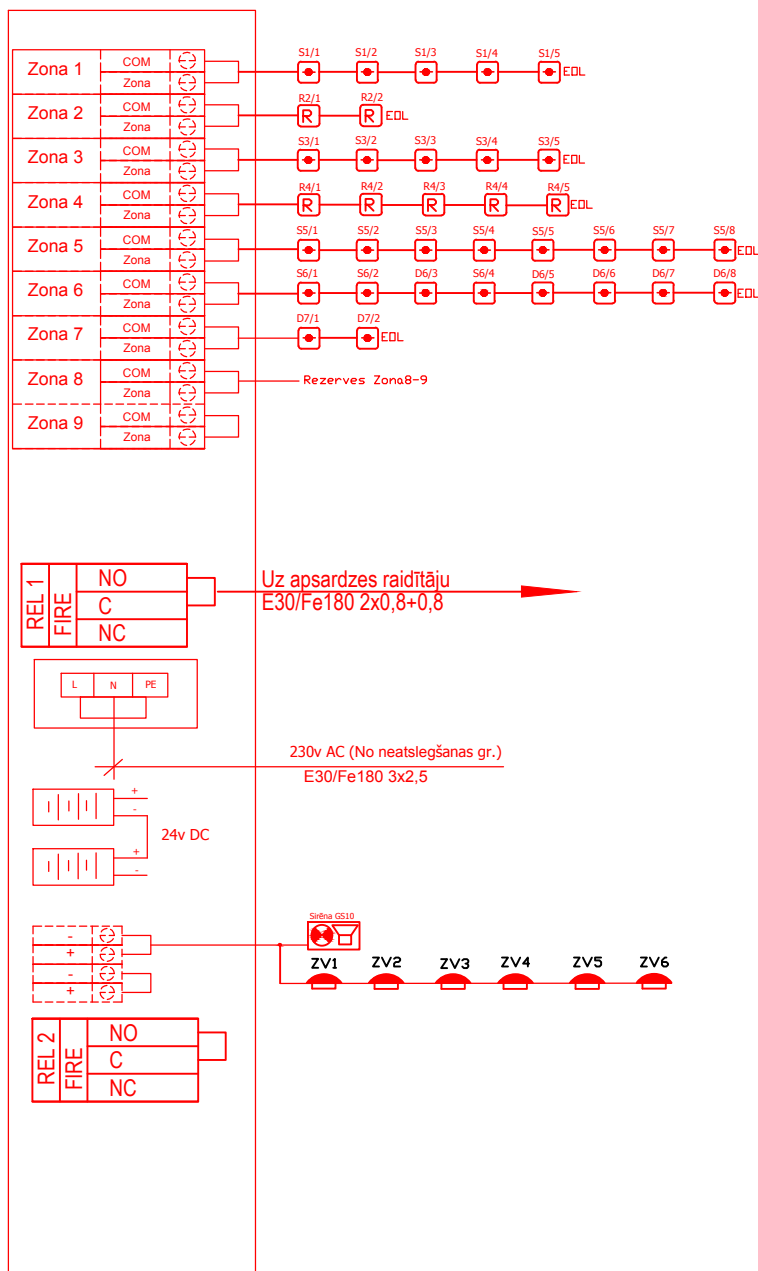 S1/1 S1/2 S1/3 S1/4 S1/5
Zona 1 COM
Zona
EOL
R2/1 R2/2
Zona 2 COM
Zona
R R EOL
S3/1 S3/2 S3/3 S3/4 S3/5
Zona 3 COM
Zona
EOL
R4/1 R4/2 R4/3 R4/4 R4/5
Zona 4 COM
Zona
R R R R R EOL
S5/1 S5/2 S5/3 S5/4 S5/5 S5/6 S5/7 S5/8
Zona 5 COM
Zona
EOL
S6/1 S6/2 D6/3 S6/4 D6/5 D6/6 D6/7 D6/8
Zona 6 COM
Zona
EOL
D7/1 D7/2
Zona 7 COM
Zona
EOL
Zona 8 COM
Zona
Rezerves Zona8-9
Zona 9 COM
Zona
REL 1
FIRE
NO
C
NC
Uz apsardzes raidītāju
E30/Fe180 2x0,8+0,8
L N PE
230v AC (No neatslegšanas gr.)
E30/Fe180 3x2,5
+
-
24v DC
+
-
Sirēna GS10
-
+
-
+
ZV1 ZV2 ZV3 ZV4 ZV5 ZV6
REL 2
FIRE
NO
C
NC